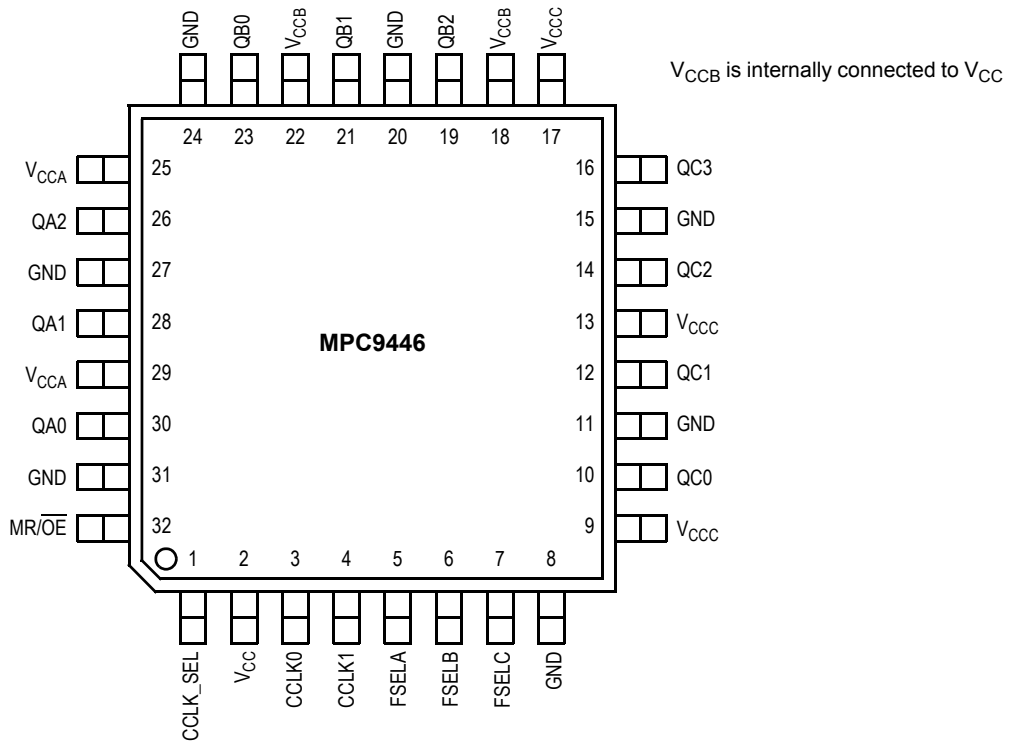 GND QB0 VCCB QB1 GND QB2 VCCB VCCC
VCCB is internally connected to VCC
24 23 22 21 20 19 18 17
VCCA 25 16 QC3
QA2 26 15 GND
GND 27 14 QC2
QA1 28 MPC9446 13 VCCC
VCCA 29 12 QC1
QA0 30 11 GND
GND 31 10 QC0
MR/OE 32 9 VCCC
1 2 3 4 5 6 7 8
CCLK_SEL VCC CCLK0 CCLK1 FSELA FSELB FSELC GND